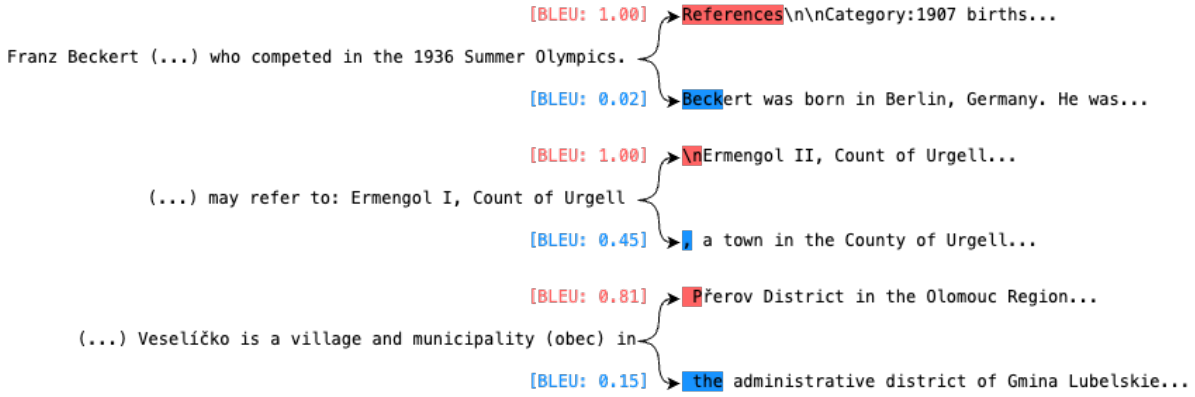 [BLEU: 1.00] References\n\nCategory:1907 births...
Franz Beckert (...) who competed in the 1936 Summer Olympics.
[BLEU: 0.02] Beckert was born in Berlin, Germany. He was...
[BLEU: 1.00] \nErmengol II, Count of Urgell...
(...) may refer to: Ermengol I, Count of Urgell
[BLEU: 0.45] , a town in the County of Urgell...
[BLEU: 0.81] Přerov District in the Olomouc Region...
(...) Veselíčko is a village and municipality (obec) in
[BLEU: 0.15] the administrative district of Gmina Lubelskie...